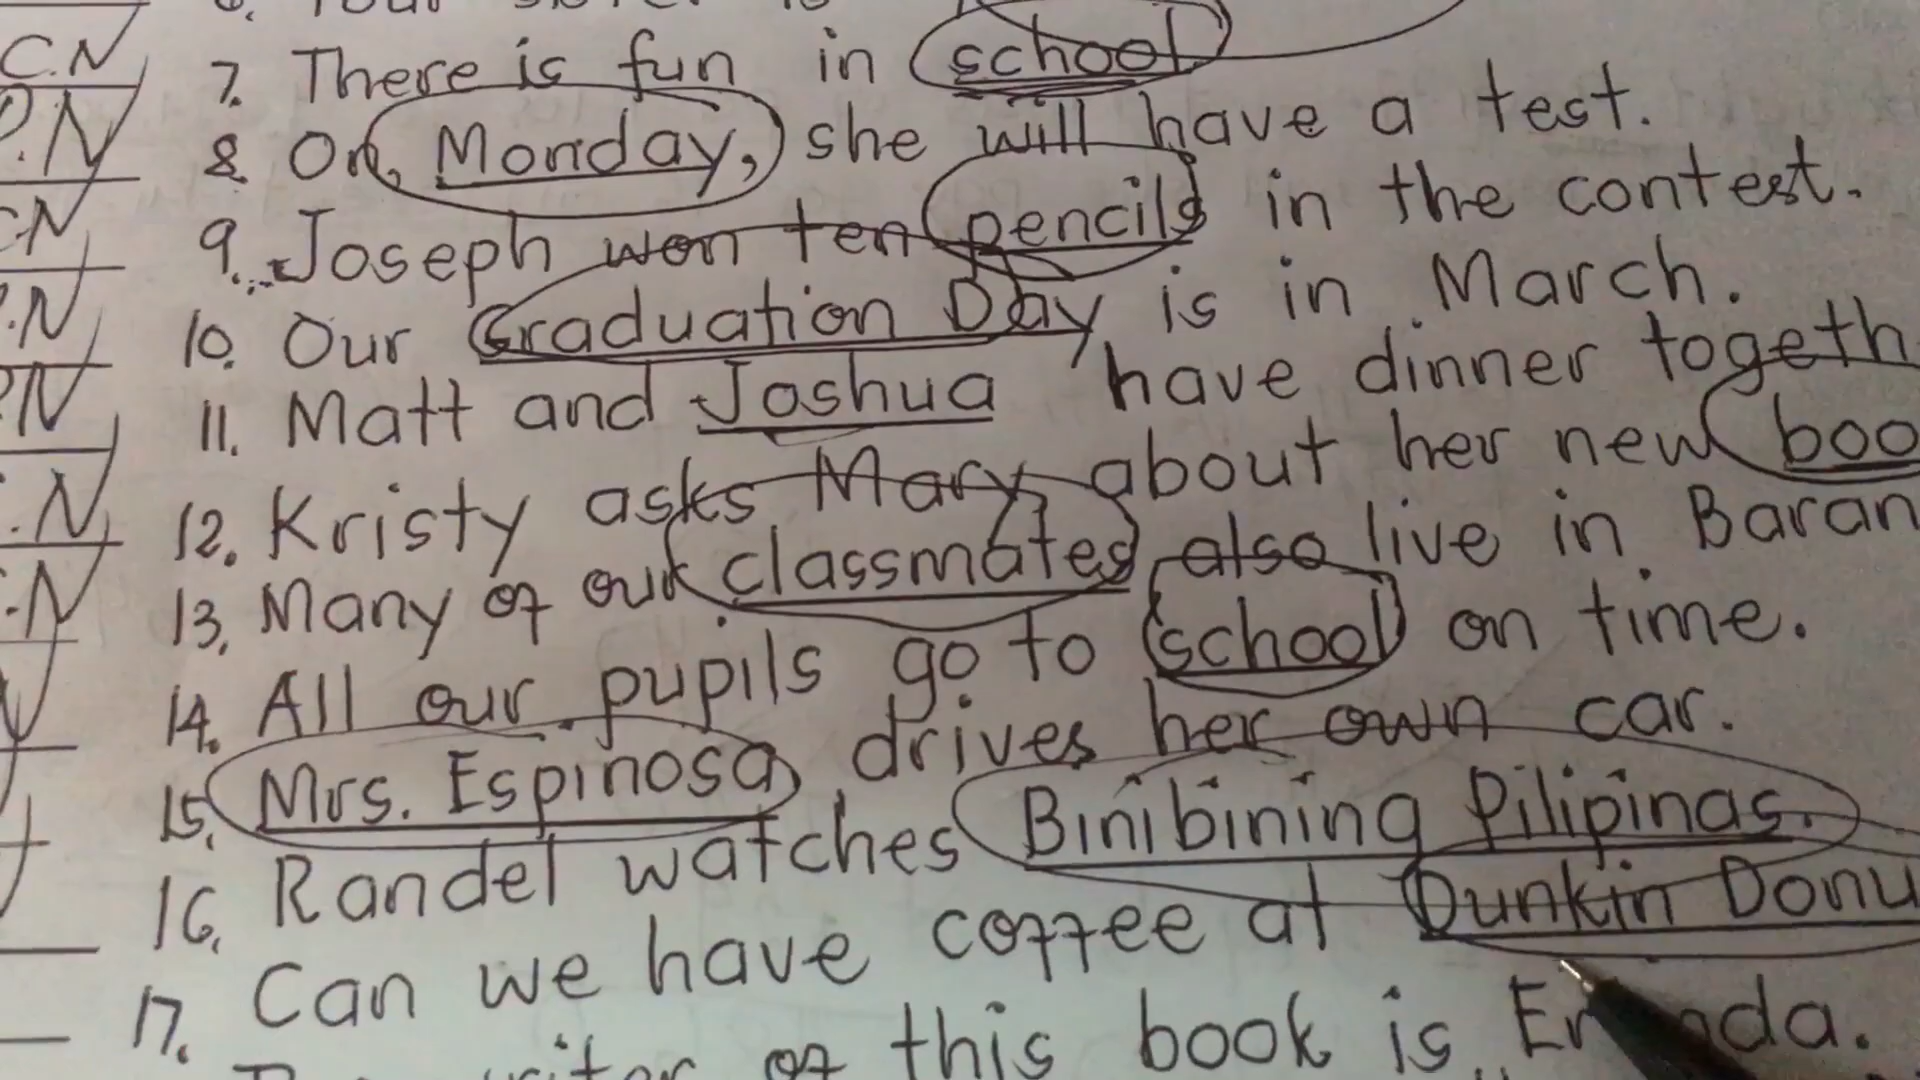 C.N 7. There is fun in school
P.N 8. On, Monday, she will have a test.
C.N 9. Joseph won ten pencils in the contest.
P.N 10. Our Graduation Day is in March.
P.N 11. Matt and Joshua have dinner togeth
C.N 12. Kristy asks Mary about her new boo
C.N 13. Many of our classmates also live in Baran
14. All our pupils go to school on time.
15. Mrs. Espinosa drives her own car.
16. Randel watches Binibining Pilipinas.
17. Can we have coffee at Dunkin Donu
of this book is